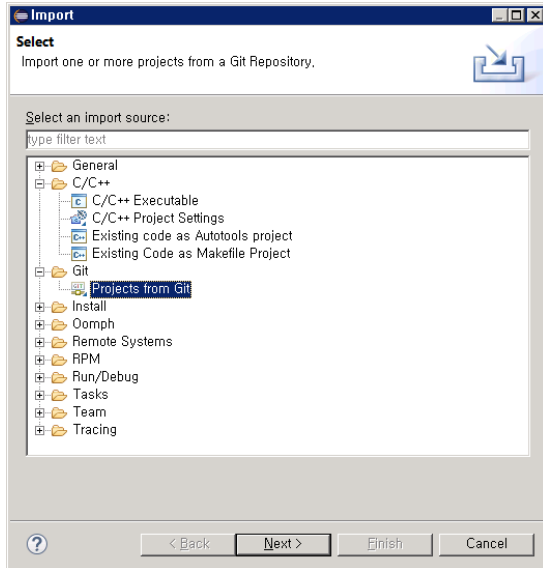 Import
Select
Import one or more projects from a Git Repository.
Select an import source:
type filter text
General
C/C++
C/C++ Executable
C/C++ Project Settings
Existing code as Autotools project
Existing Code as Makefile Project
Git
Projects from Git
Install
Oomph
Remote Systems
RPM
Run/Debug
Tasks
Team
Tracing
? < Back Next > Finish Cancel